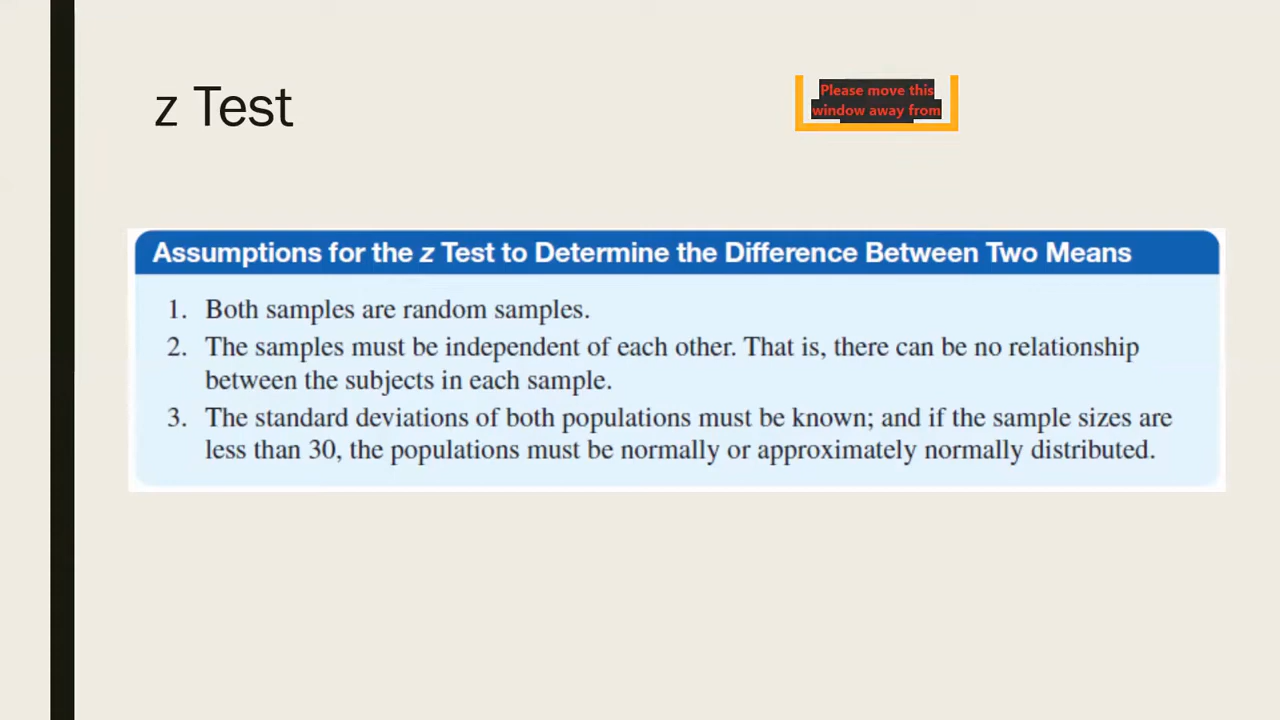 z Test
Please move this
window away from
Assumptions for the z Test to Determine the Difference Between Two Means
1. Both samples are random samples.
2. The samples must be independent of each other. That is, there can be no relationship
between the subjects in each sample.
3. The standard deviations of both populations must be known; and if the sample sizes are
less than 30, the populations must be normally or approximately normally distributed.